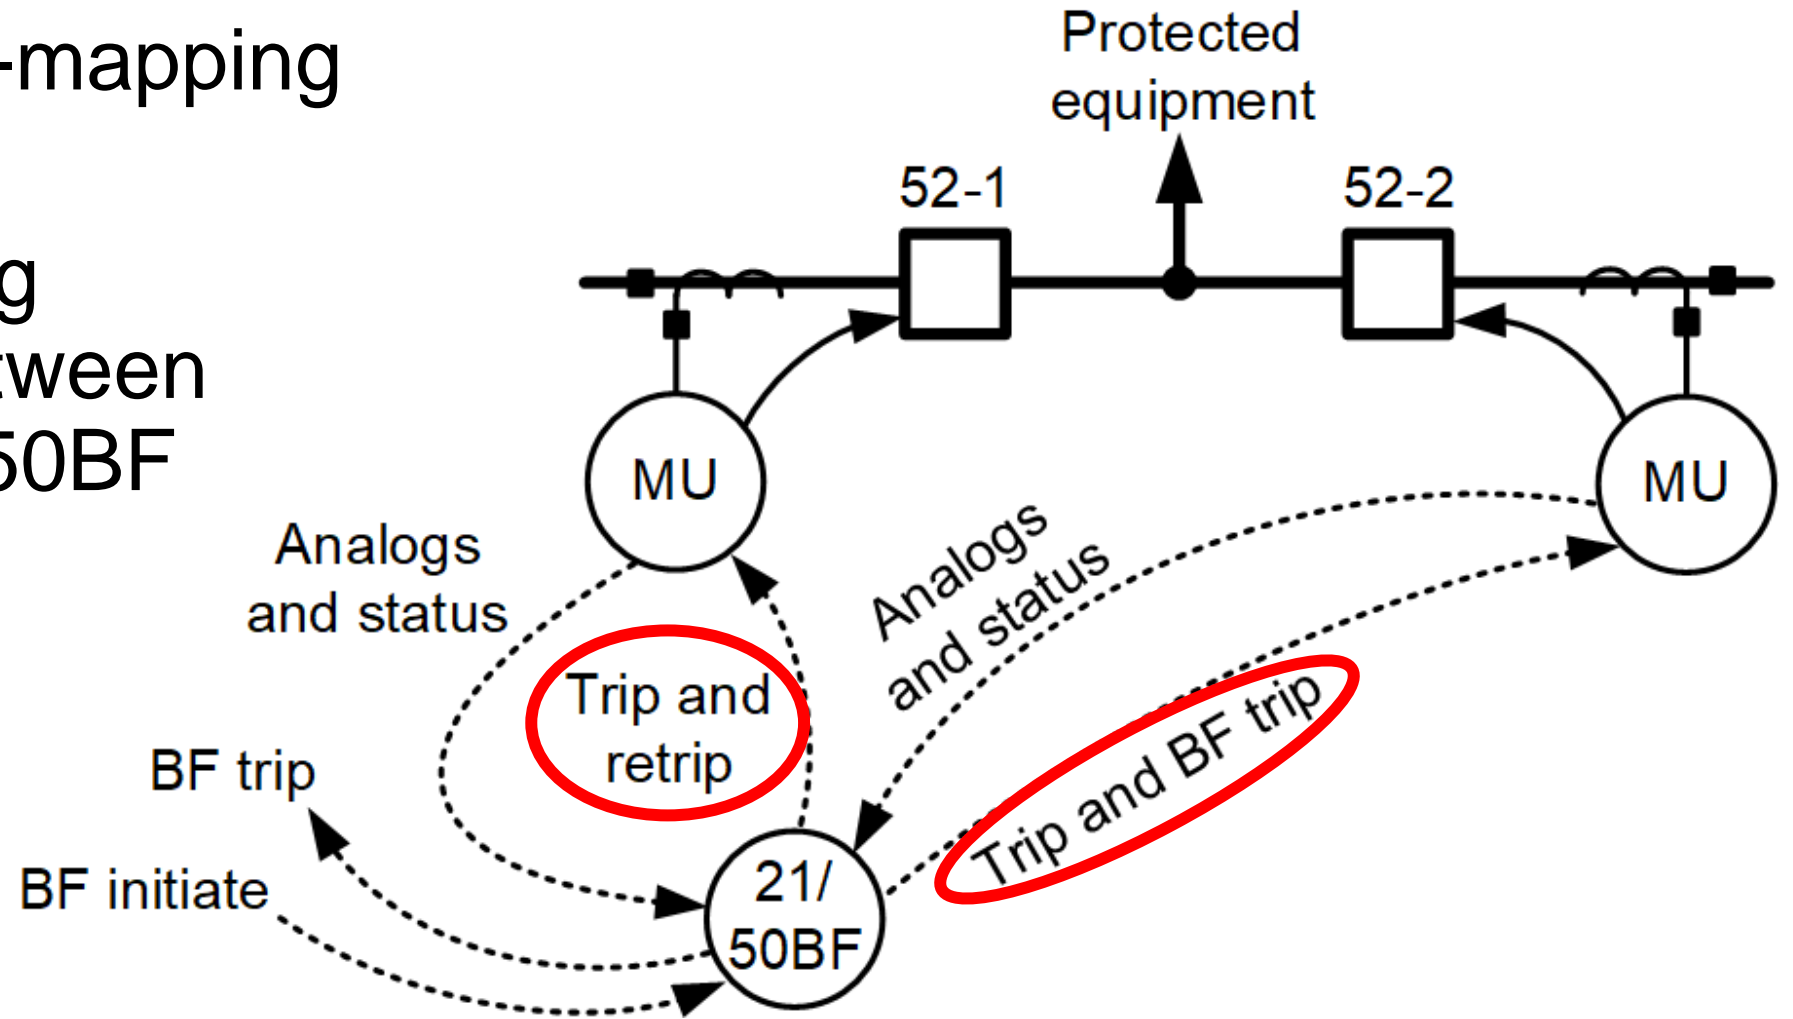 -mapping
g
tween
50BF
Protected
equipment
52-1
52-2
MU
MU
Analogs
and status
Analogs
and status
Trip and
retrip
Trip and BF trip
BF trip
BF initiate
21/
50BF